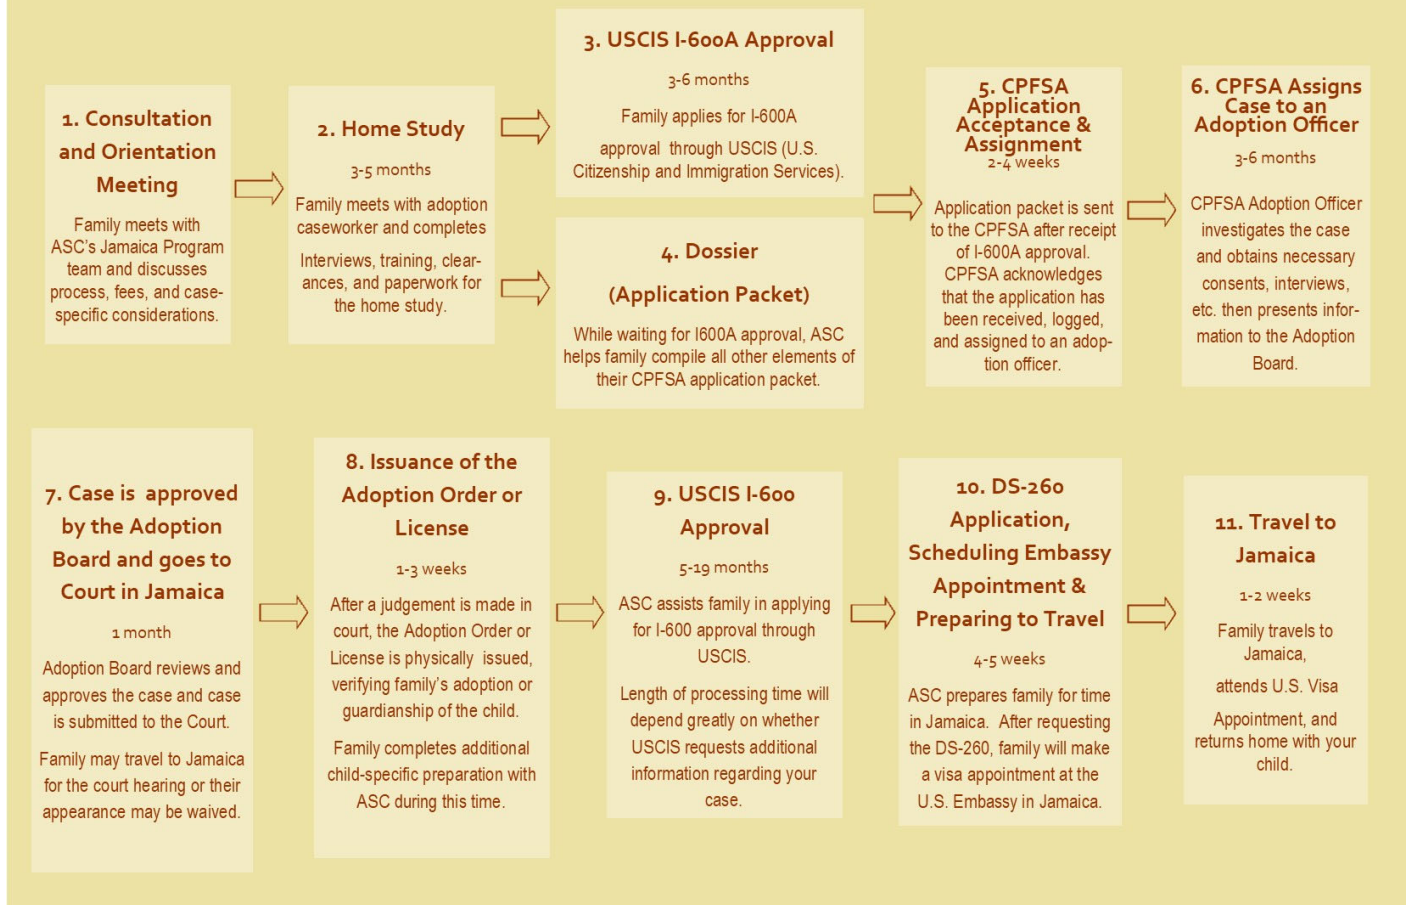 1. Consultation
and Orientation
Meeting
Family meets with
ASC's Jamaica Program
team and discusses
process, fees, and case-
specific considerations.
2. Home Study
3-5 months
Family meets with adoption
caseworker and completes
Interviews, training, clear-
ances, and paperwork for
the home study.
3. USCIS I-600A Approval
3-6 months
Family applies for I-600A
approval through USCIS (U.S.
Citizenship and Immigration Services).
4. Dossier
(Application Packet)
While waiting for I600A approval, ASC
helps family compile all other elements of
their CPFSA application packet.
5. CPFSA
Application
Acceptance &
Assignment
2-4 weeks
Application packet is sent
to the CPFSA after receipt
of I-600A approval.
CPFSA acknowledges
that the application has
been received, logged,
and assigned to an adop-
tion officer.
6. CPFSA Assigns
Case to an
Adoption Officer
3-6 months
CPFSA Adoption Officer
investigates the case
and obtains necessary
consents, interviews,
etc. then presents infor-
mation to the Adoption
Board.
7. Case is approved
by the Adoption
Board and goes to
Court in Jamaica
1 month
Adoption Board reviews and
approves the case and case
is submitted to the Court.
Family may travel to Jamaica
for the court hearing or their
appearance may be waived.
8. Issuance of the
Adoption Order or
License
1-3 weeks
After a judgement is made in
court, the Adoption Order or
License is physically issued,
verifying family's adoption or
guardianship of the child.
Family completes additional
child-specific preparation with
ASC during this time.
9. USCIS I-600
Approval
5-19 months
ASC assists family in applying
for I-600 approval through
USCIS.
Length of processing time will
depend greatly on whether
USCIS requests additional
information regarding your
case.
10. DS-260
Application,
Scheduling Embassy
Appointment &
Preparing to Travel
4-5 weeks
ASC prepares family for time
in Jamaica. After requesting
the DS-260, family will make
a visa appointment at the
U.S. Embassy in Jamaica.
11. Travel to
Jamaica
1-2 weeks
Family travels to
Jamaica,
attends U.S. Visa
Appointment, and
returns home with your
child.